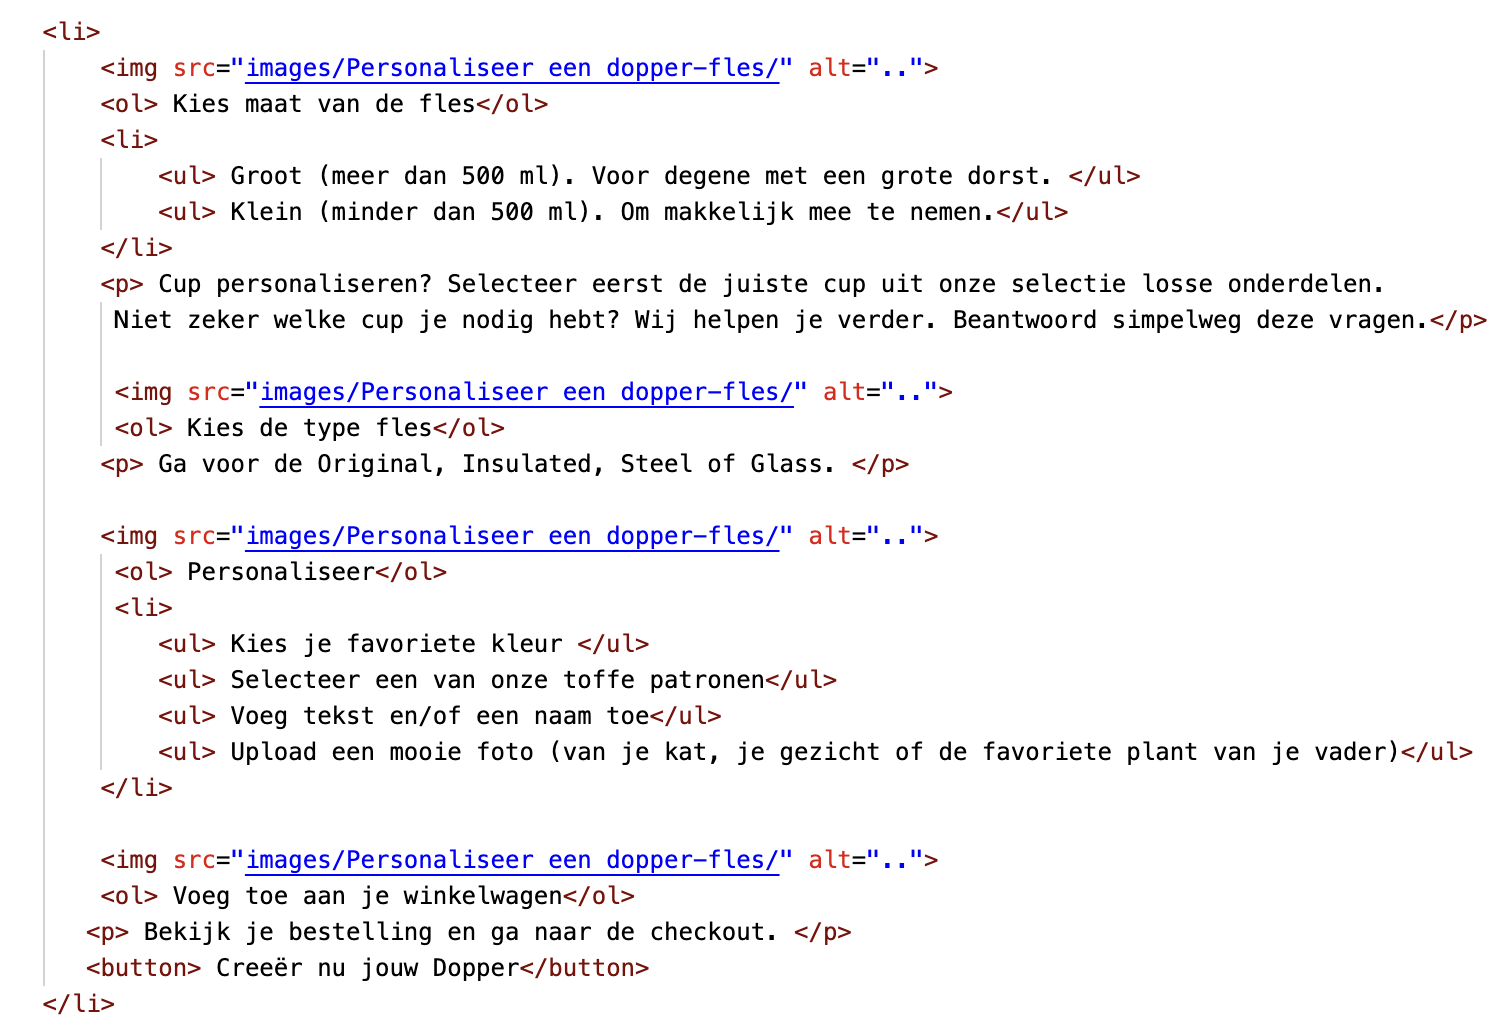 <li>
<img src="images/Personaliseer een dopper-fles/" alt="..">
<ol> Kies maat van de fles</ol>
<li>
<ul> Groot (meer dan 500 ml). Voor degene met een grote dorst. </ul>
<ul> Klein (minder dan 500 ml). Om makkelijk mee te nemen.</ul>
</li>
<p> Cup personaliseren? Selecteer eerst de juiste cup uit onze selectie losse onderdelen.
Niet zeker welke cup je nodig hebt? Wij helpen je verder. Beantwoord simpelweg deze vragen.</p>
<img src="images/Personaliseer een dopper-fles/" alt="..">
<ol> Kies de type fles</ol>
<p> Ga voor de Original, Insulated, Steel of Glass. </p>
<img src="images/Personaliseer een dopper-fles/" alt="..">
<ol> Personaliseer</ol>
<li>
<ul> Kies je favoriete kleur </ul>
<ul> Selecteer een van onze toffe patronen</ul>
<ul> Voeg tekst en/of een naam toe</ul>
<ul> Upload een mooie foto (van je kat, je gezicht of de favoriete plant van je vader)</ul>
</li>
<img src="images/Personaliseer een dopper-fles/" alt="..">
<ol> Voeg toe aan je winkelwagen</ol>
<p> Bekijk je bestelling en ga naar de checkout. </p>
<button> Creeër nu jouw Dopper</button>
</li>